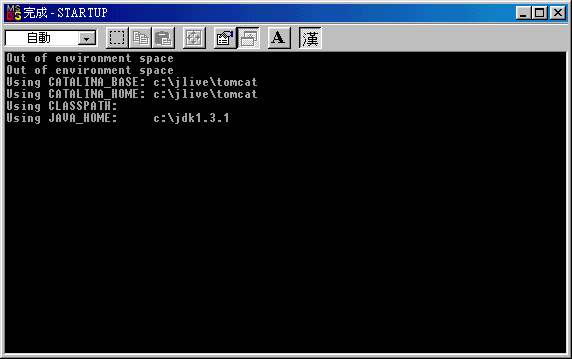 完成 - STARTUP
自動
A 漢
Out of environment space
Out of environment space
Using CATALINA_BASE: c:\jlive\tomcat
Using CATALINA_HOME: c:\jlive\tomcat
Using CLASSPATH:
Using JAVA_HOME:     c:\jdk1.3.1